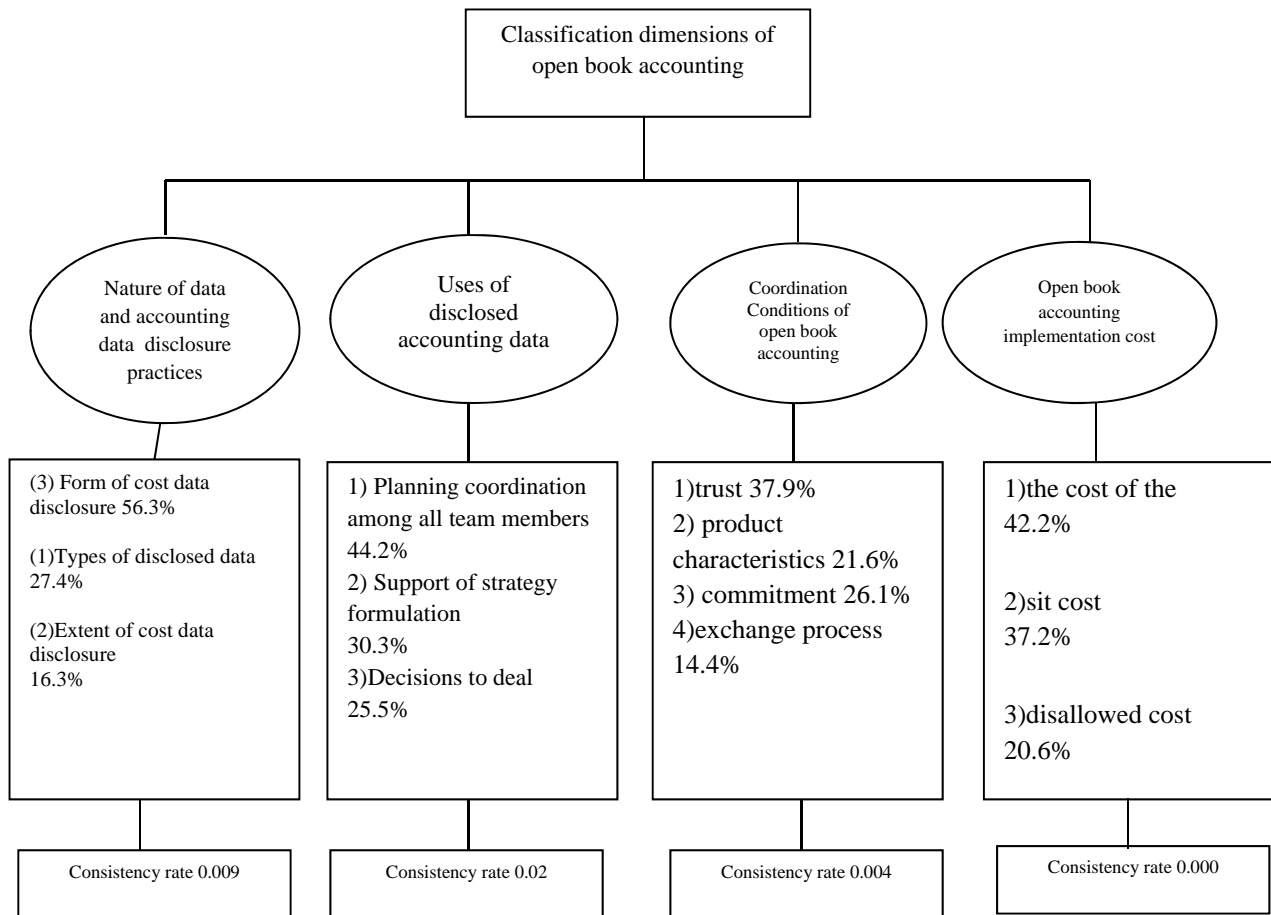 Classification dimensions of
open book accounting
Nature of data
and accounting
data disclosure
practices
Uses of
disclosed
accounting data
Coordination
Conditions of
open book
accounting
Open book
accounting
implementation cost
(3) Form of cost data
disclosure 56.3%
(1)Types of disclosed data
27.4%
(2)Extent of cost data
disclosure
16.3%
1) Planning coordination
among all team members
44.2%
2) Support of strategy
formulation
30.3%
3)Decisions to deal
25.5%
1)trust 37.9%
2) product
characteristics 21.6%
3) commitment 26.1%
4)exchange process
14.4%
1)the cost of the
42.2%
2)sit cost
37.2%
3)disallowed cost
20.6%
Consistency rate 0.009
Consistency rate 0.02
Consistency rate 0.004
Consistency rate 0.000